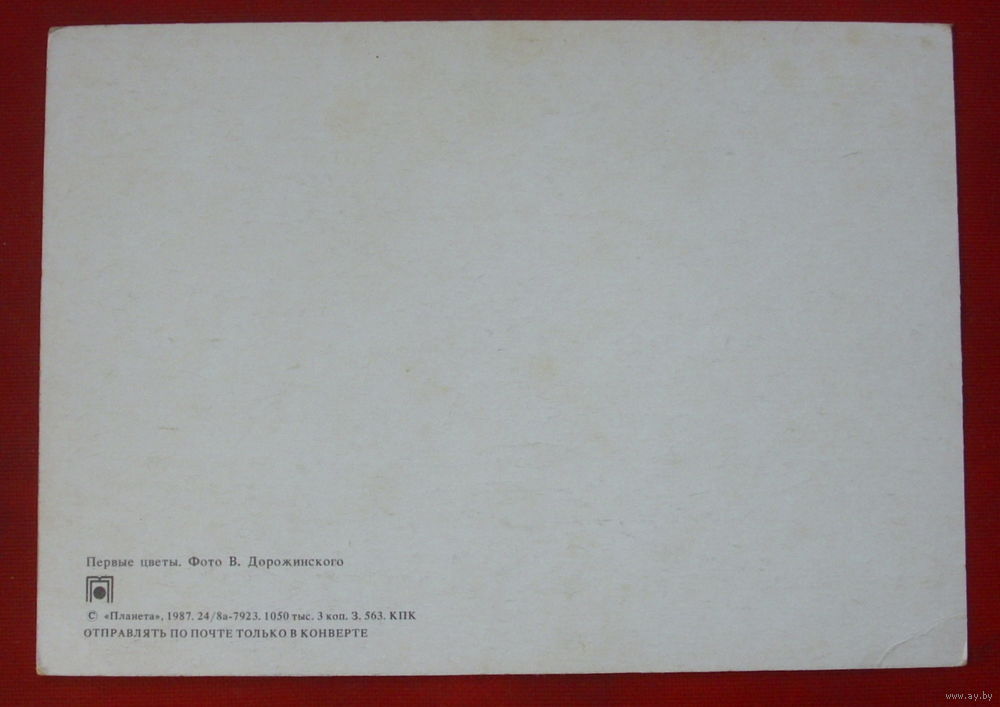 Первые цветы. Фото В. Дорожинского
© «Планета», 1987. 24/8а-7923. 1050 тыс. 3 коп. З. 563. КПК
ОТПРАВЛЯТЬ ПО ПОЧТЕ ТОЛЬКО В КОНВЕРТЕ
www.ay.by